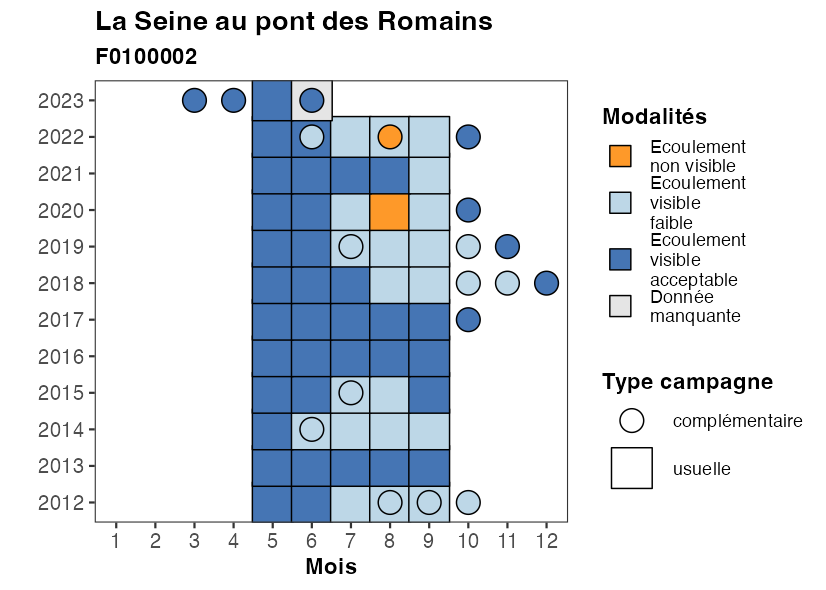 La Seine au pont des Romains
F0100002
2023
2022
2021
2020
2019
2018
2017
2016
2015
2014
2013
2012
1 2 3 4 5 6 7 8 9 10 11 12
Mois
Modalités
Ecoulement
non visible
Ecoulement
visible
faible
Ecoulement
visible
acceptable
Donnée
manquante
Type campagne
complémentaire
usuelle